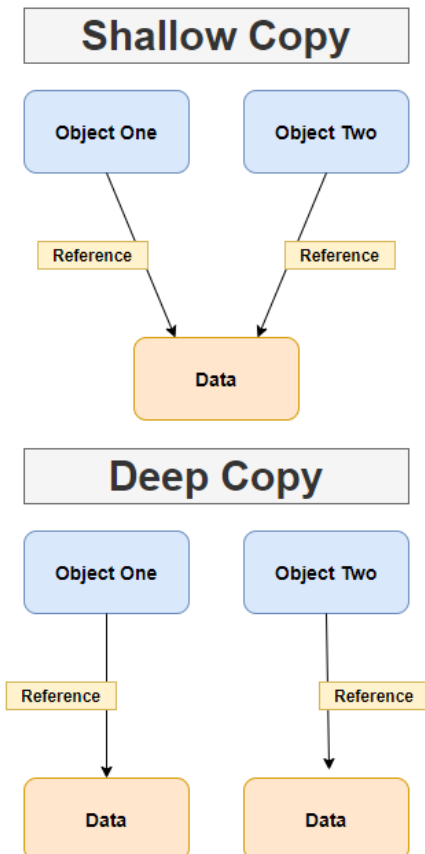 Shallow Copy
Object One
Object Two
Reference
Reference
Data
Deep Copy
Object One
Object Two
Reference
Reference
Data
Data